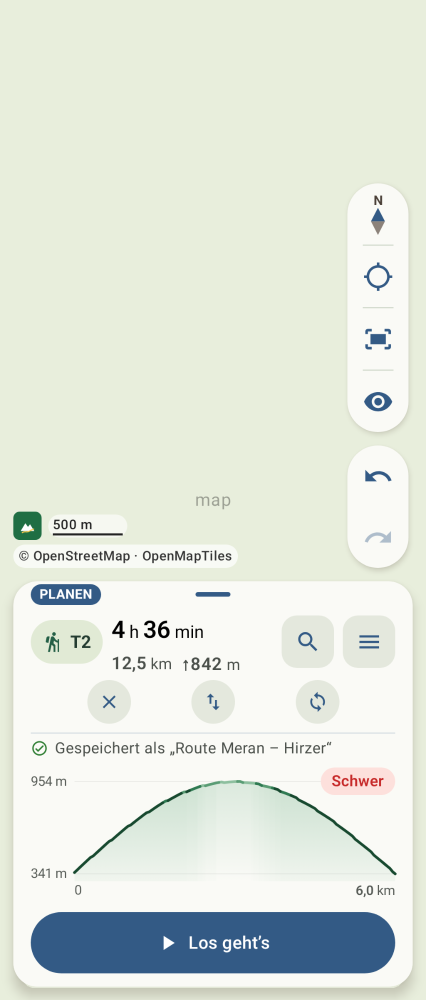 N
map
500 m
© OpenStreetMap · OpenMapTiles
PLANEN
T2
4 h 36 min
12,5 km ↑842 m
Gespeichert als „Route Meran – Hirzer“
954 m
Schwer
341 m
0
6,0 km
Los geht’s